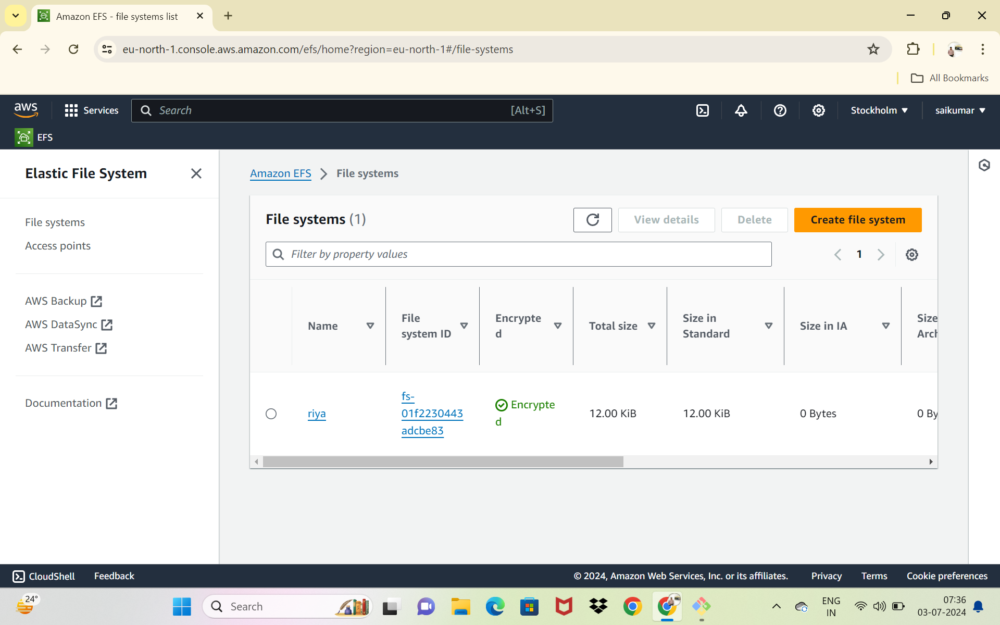 Amazon EFS - file systems list
eu-north-1.console.aws.amazon.com/efs/home?region=eu-north-1#/file-systems
All Bookmarks
aws
Services
Search
[Alt+S]
Stockholm
saikumar
EFS
Elastic File System
File systems
Access points
AWS Backup
AWS DataSync
AWS Transfer
Documentation
Amazon EFS
File systems
File systems (1)
View details
Delete
Create file system
Filter by property values
1
Name
File
system ID
Encrypte
d
Total size
Size in
Standard
Size in IA
Size
Arch
riya
fs-
01f2230443
adcbe83
Encrypte
d
12.00 KiB
12.00 KiB
0 Bytes
0 By
CloudShell
Feedback
© 2024, Amazon Web Services, Inc. or its affiliates.
Privacy
Terms
Cookie preferences
24°
Search
ENG
IN
07:36
03-07-2024